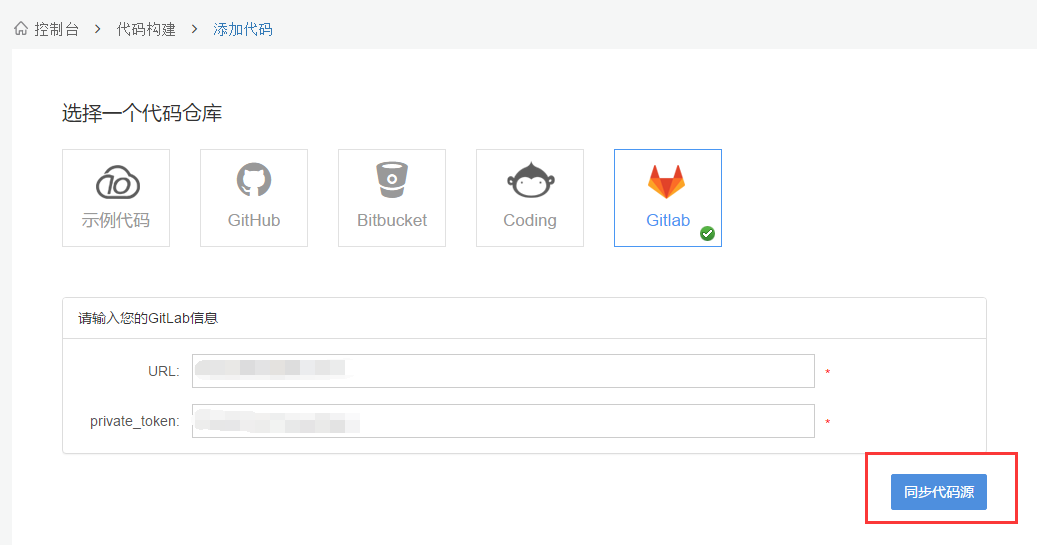 控制台 > 代码构建 > 添加代码
选择一个代码仓库
示例代码 GitHub Bitbucket Coding Gitlab
请输入您的GitLab信息
URL: *
private_token: *
同步代码源